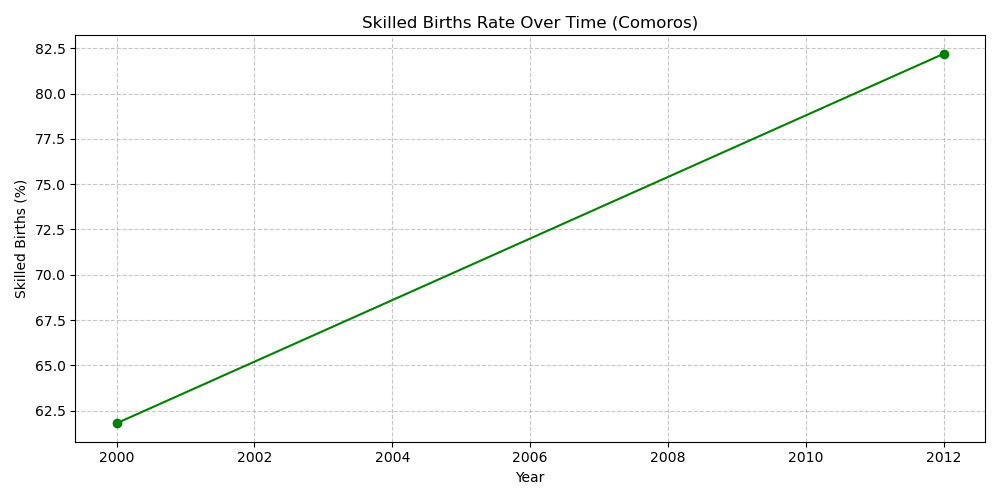 Skilled Births Rate Over Time (Comoros)
Skilled Births (%)
82.5
80.0
77.5
75.0
72.5
70.0
67.5
65.0
62.5
2000 2002 2004 2006 2008 2010 2012
Year